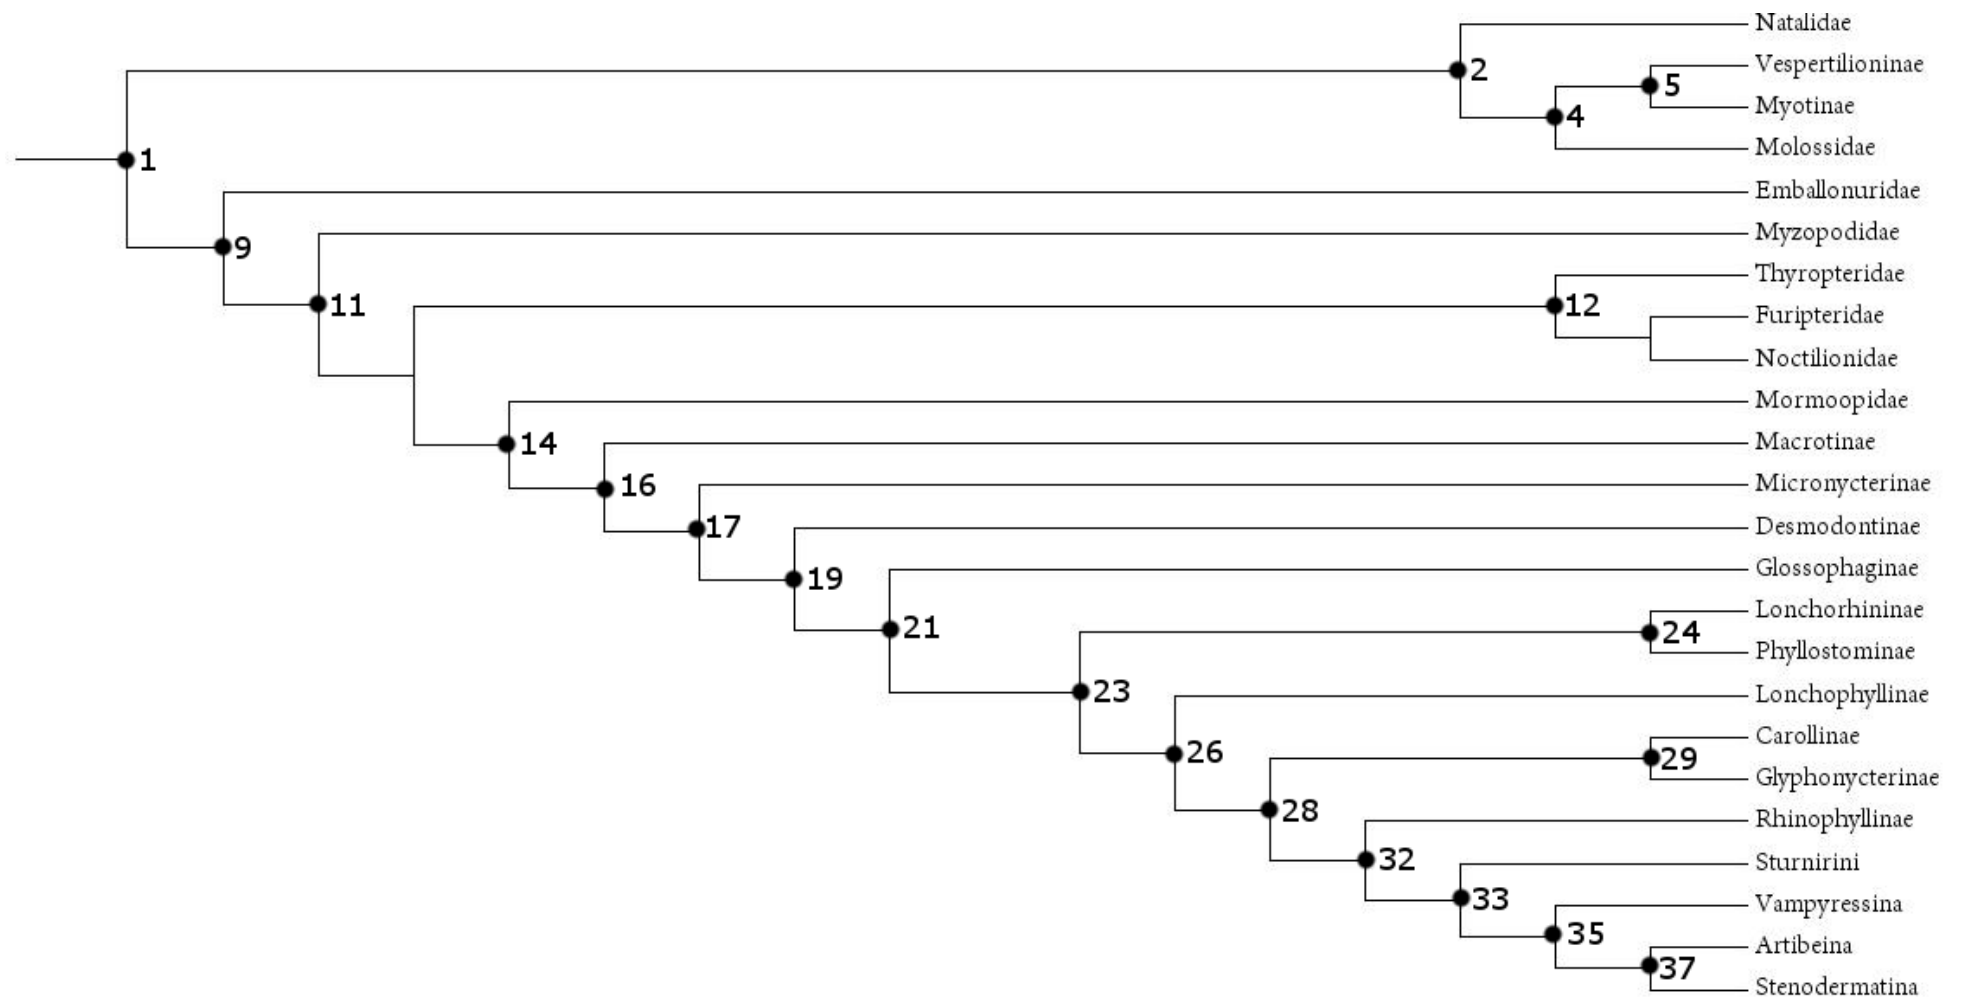 Natalidae
2
Vespertilioninae
5
Myotinae
4
Molossidae
1
Emballonuridae
Myzopodidae
9
Thyropteridae
11
12
Furipteridae
Noctilionidae
Mormoopidae
14
Macrotinae
16
Micronycterinae
17
Desmodontinae
19
Glossophaginae
Lonchorhininae
21
24
Phyllostominae
23
Lonchophyllinae
Carollinae
26
29
Glyphonycterinae
28
Rhinophyllinae
32
Sturnirini
33
Vampyressina
35
Artibeina
37
Stenodermatina